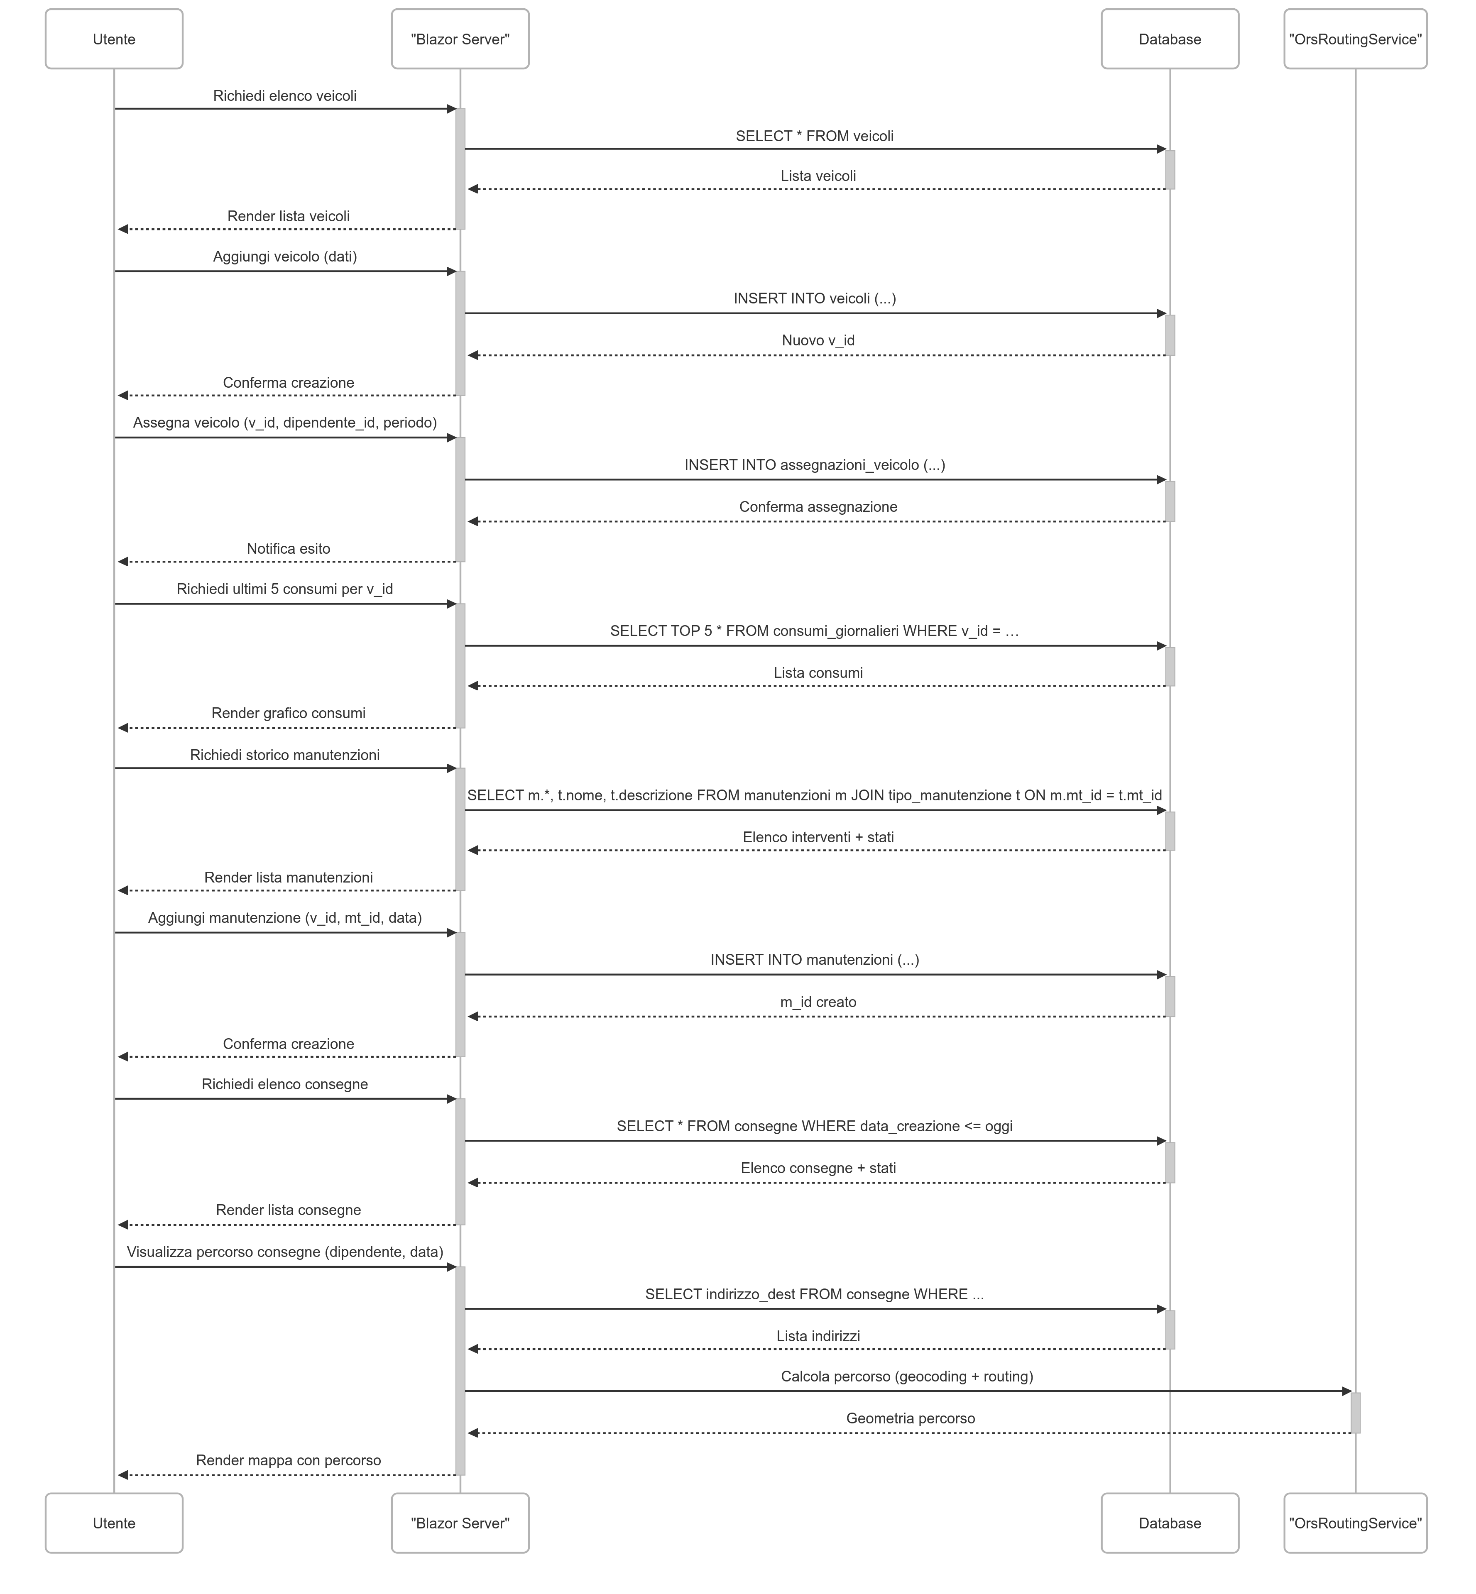 Utente
"Blazor Server"
Database
"OrsRoutingService"
Richiedi elenco veicoli
SELECT * FROM veicoli
Lista veicoli
Render lista veicoli
Aggiungi veicolo (dati)
INSERT INTO veicoli (...)
Nuovo v_id
Conferma creazione
Assegna veicolo (v_id, dipendente_id, periodo)
INSERT INTO assegnazioni_veicolo (...)
Conferma assegnazione
Notifica esito
Richiedi ultimi 5 consumi per v_id
SELECT TOP 5 * FROM consumi_giornalieri WHERE v_id = …
Lista consumi
Render grafico consumi
Richiedi storico manutenzioni
SELECT m.*, t.nome, t.descrizione FROM manutenzioni m JOIN tipo_manutenzione t ON m.mt_id = t.mt_id
Elenco interventi + stati
Render lista manutenzioni
Aggiungi manutenzione (v_id, mt_id, data)
INSERT INTO manutenzioni (...)
m_id creato
Conferma creazione
Richiedi elenco consegne
SELECT * FROM consegne WHERE data_creazione <= oggi
Elenco consegne + stati
Render lista consegne
Visualizza percorso consegne (dipendente, data)
SELECT indirizzo_dest FROM consegne WHERE ...
Lista indirizzi
Calcola percorso (geocoding + routing)
Geometria percorso
Render mappa con percorso
Utente
"Blazor Server"
Database
"OrsRoutingService"